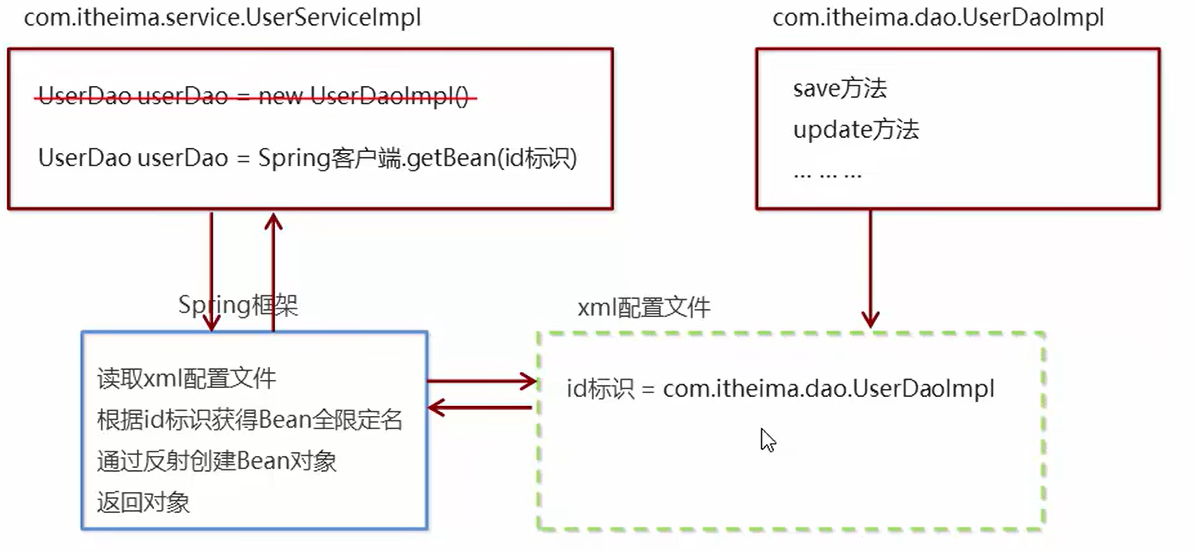 com.itheima.service.UserServiceImpl
com.itheima.dao.UserDaoImpl
UserDao userDao = new UserDaoImpl()
UserDao userDao = Spring客户端.getBean(id标识)
save方法
update方法
... ... ...
Spring框架
xml配置文件
读取xml配置文件
根据id标识获得Bean全限定名
通过反射创建Bean对象
返回对象
id标识 = com.itheima.dao.UserDaoImpl